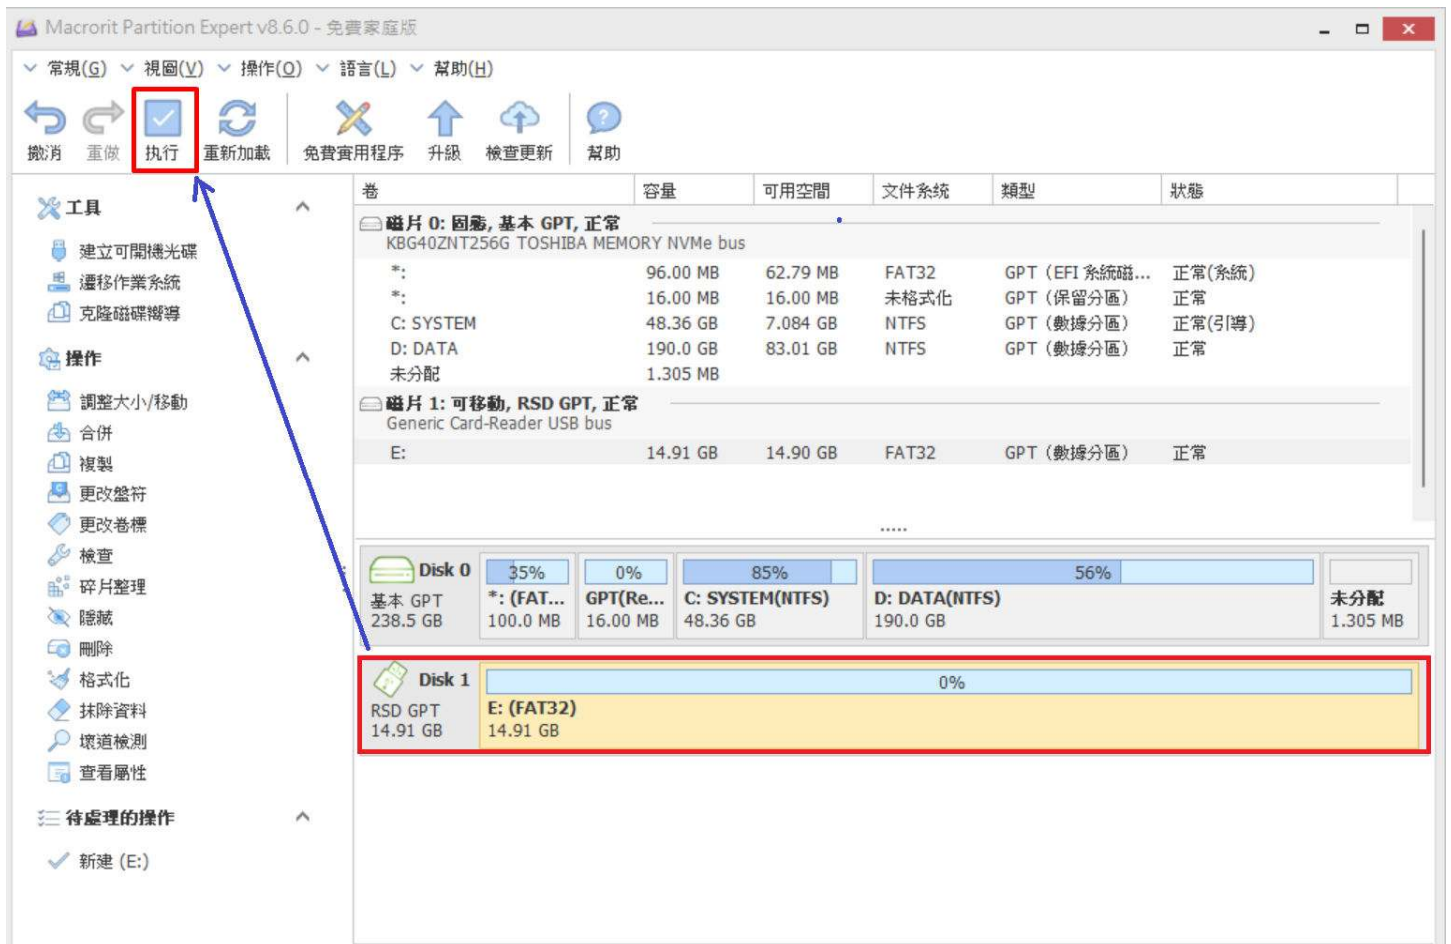 Macrorit Partition Expert v8.6.0 - 免費家庭版
常規(G) 視圖(V) 操作(O) 語言(L) 幫助(H)
撤消 重做 执行 重新加載 免費實用程序 升級 檢查更新 幫助
工具
建立可開機光碟
遷移作業系統
克隆磁碟嚮導
操作
調整大小/移動
合併
複製
更改盤符
更改卷標
檢查
碎片整理
隱藏
刪除
格式化
抹除資料
壞道檢測
查看屬性
待處理的操作
新建 (E:)
卷 容量 可用空間 文件系統 類型 狀態
磁片 0: 固態, 基本 GPT, 正常
KBG40ZNT256G TOSHIBA MEMORY NVMe bus
*: 96.00 MB 62.79 MB FAT32 GPT（EFI 系統磁... 正常(系統)
*: 16.00 MB 16.00 MB 未格式化 GPT（保留分區） 正常
C: SYSTEM 48.36 GB 7.084 GB NTFS GPT（數據分區） 正常(引導)
D: DATA 190.0 GB 83.01 GB NTFS GPT（數據分區） 正常
未分配 1.305 MB
磁片 1: 可移動, RSD GPT, 正常
Generic Card-Reader USB bus
E: 14.91 GB 14.90 GB FAT32 GPT（數據分區） 正常
Disk 0 35% 0% 85% 56%
基本 GPT *: (FAT... GPT(Re... C: SYSTEM(NTFS) D: DATA(NTFS) 未分配
238.5 GB 100.0 MB 16.00 MB 48.36 GB 190.0 GB 1.305 MB
Disk 1 0%
RSD GPT E: (FAT32)
14.91 GB 14.91 GB